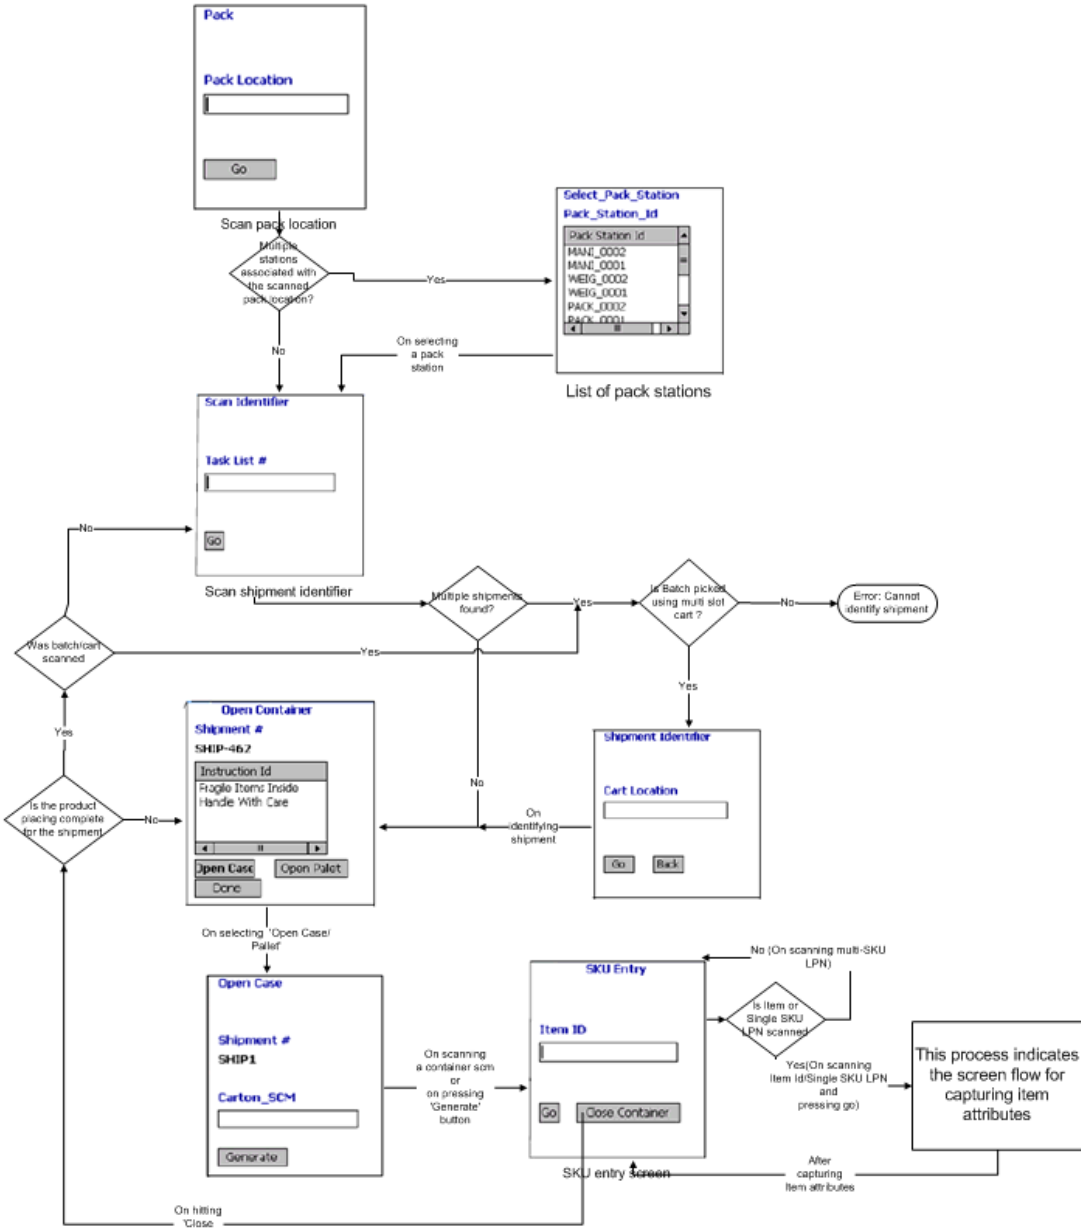 Pack
Pack Location
Go
Scan pack location
Multiple
stations
associated with
the scanned
pack location?
Yes
Select_Pack_Station
Pack_Station_Id
Pack Station Id
MANI_0002
MANI_0001
WEIG_0002
WEIG_0001
PACK_0002
PACK_0001
List of pack stations
On selecting
a pack
station
No
Scan Identifier
Task List #
Go
Scan shipment identifier
No
Multiple shipments
found?
Yes
Is Batch picked
using multi slot
cart ?
No
Error: Cannot
identify shipment
Was batch/cart
scanned
Yes
Yes
Yes
No
Open Container
Shipment #
SHIP-462
Instruction Id
Fragile Items Inside
Handle With Care
Open Case
Open Pallet
Done
Is the product
placing complete
for the shipment
No
On
identifying
shipment
Shipment Identifier
Cart Location
Go
Back
On selecting 'Open Case/
Pallet'
Open Case
Shipment #
SHIP1
Carton_SCM
Generate
On scanning
a container scm
or
on pressing
'Generate'
button
SKU Entry
Item ID
Go
Close Container
SKU entry screen
No (On scanning multi-SKU
LPN)
Is Item or
Single SKU
LPN scanned
Yes(On scanning
Item Id/Single SKU LPN
and
pressing go)
This process indicates
the screen flow for
capturing item
attributes
After
capturing
Item attributes
On hitting
'Close